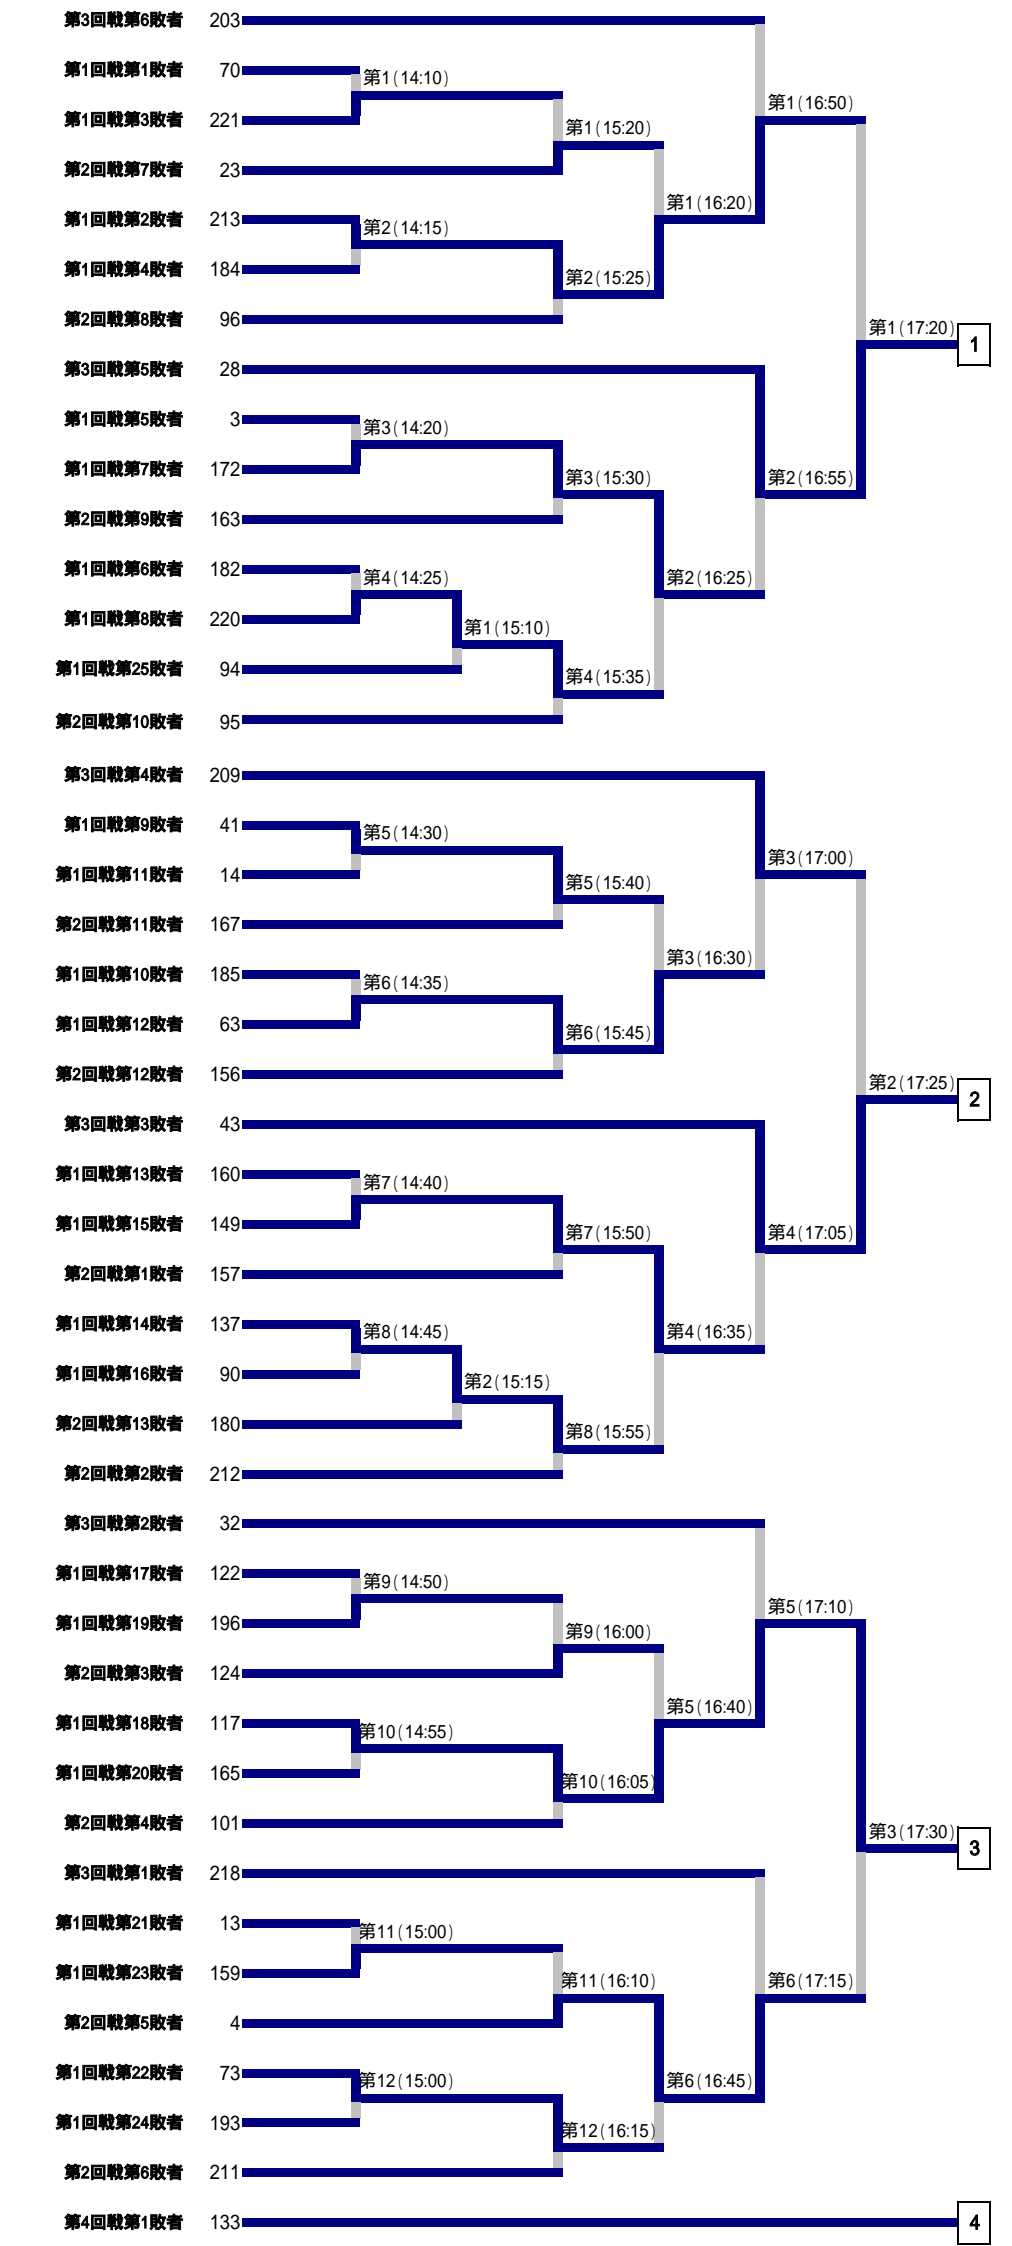 第3回戦第6敗者 203
第1回戦第1敗者 70
第1(14:10)
第1(16:50)
第1回戦第3敗者 221
第1(15:20)
第2回戦第7敗者 23
第1(16:20)
第1回戦第2敗者 213
第2(14:15)
第1回戦第4敗者 184
第2(15:25)
第2回戦第8敗者 96
第1(17:20) 1
第3回戦第5敗者 28
第1回戦第5敗者 3
第3(14:20)
第1回戦第7敗者 172
第3(15:30)
第2(16:55)
第2回戦第9敗者 163
第1回戦第6敗者 182
第4(14:25)
第2(16:25)
第1回戦第8敗者 220
第1(15:10)
第1回戦第25敗者 94
第4(15:35)
第2回戦第10敗者 95
第3回戦第4敗者 209
第1回戦第9敗者 41
第5(14:30)
第3(17:00)
第1回戦第11敗者 14
第5(15:40)
第2回戦第11敗者 167
第3(16:30)
第1回戦第10敗者 185
第6(14:35)
第1回戦第12敗者 63
第6(15:45)
第2回戦第12敗者 156
第2(17:25) 2
第3回戦第3敗者 43
第1回戦第13敗者 160
第7(14:40)
第1回戦第15敗者 149
第7(15:50)
第4(17:05)
第2回戦第1敗者 157
第1回戦第14敗者 137
第8(14:45)
第4(16:35)
第1回戦第16敗者 90
第2(15:15)
第2回戦第13敗者 180
第8(15:55)
第2回戦第2敗者 212
第3回戦第2敗者 32
第1回戦第17敗者 122
第9(14:50)
第5(17:10)
第1回戦第19敗者 196
第9(16:00)
第2回戦第3敗者 124
第5(16:40)
第1回戦第18敗者 117
第10(14:55)
第1回戦第20敗者 165
第10(16:05)
第2回戦第4敗者 101
第3(17:30) 3
第3回戦第1敗者 218
第1回戦第21敗者 13
第11(15:00)
第1回戦第23敗者 159
第11(16:10)
第6(17:15)
第2回戦第5敗者 4
第1回戦第22敗者 73
第12(15:00)
第6(16:45)
第1回戦第24敗者 193
第12(16:15)
第2回戦第6敗者 211
第4回戦第1敗者 133 4